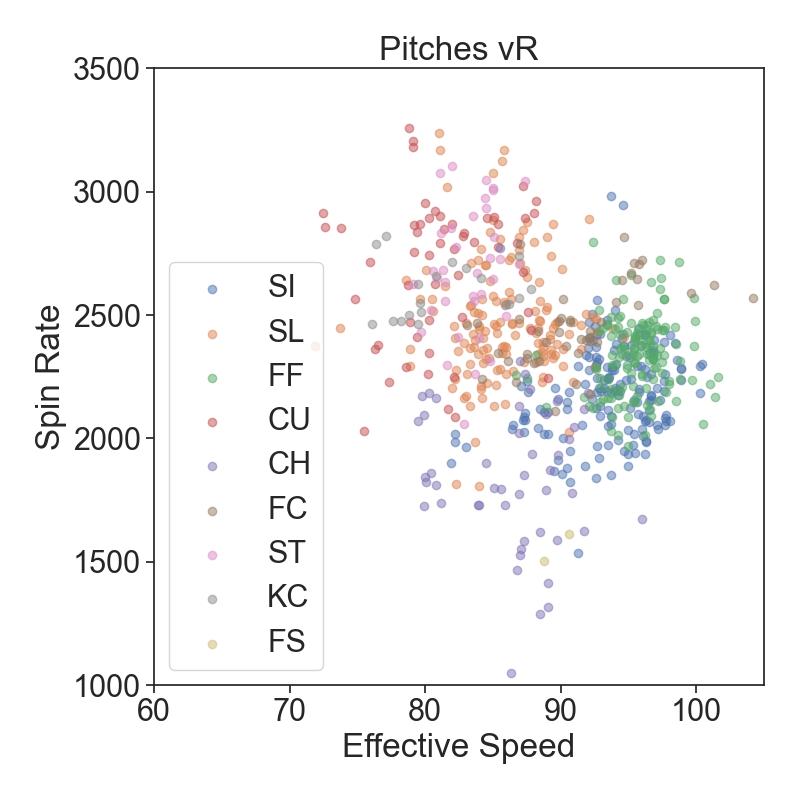 Pitches vR
3500
3000
2500
2000
1500
1000
Spin Rate
SI
SL
FF
CU
CH
FC
ST
KC
FS
60 70 80 90 100
Effective Speed